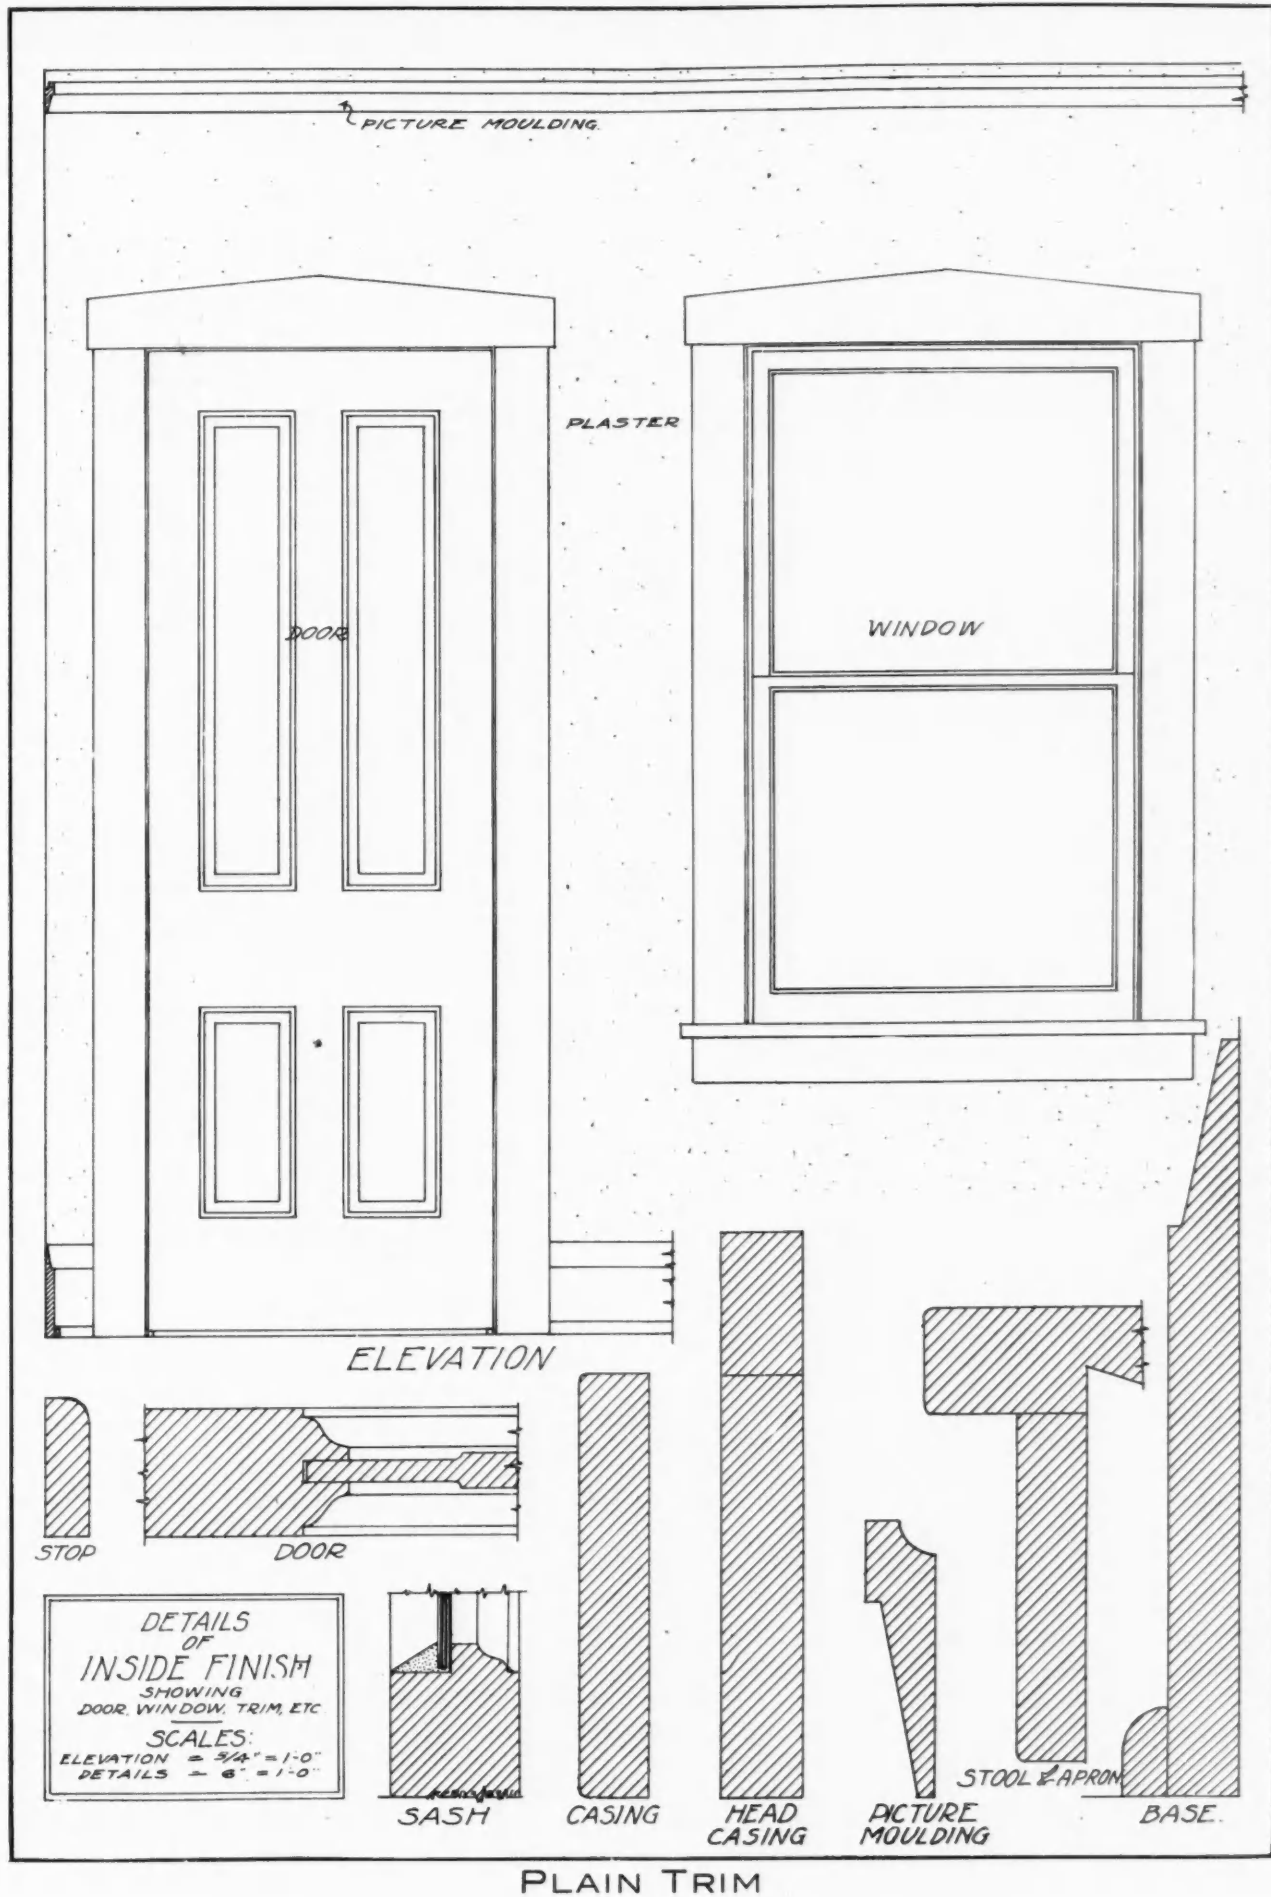 PICTURE MOULDING.
PLASTER
DOOR
WINDOW
ELEVATION
STOP
DOOR
DETAILS
OF
INSIDE FINISH
SHOWING
DOOR, WINDOW, TRIM, ETC.
SCALES:
ELEVATION = 3/4" = 1'-0"
DETAILS = 6" = 1'-0"
SASH
CASING
HEAD
CASING
PICTURE
MOULDING
STOOL & APRON
BASE.
PLAIN TRIM